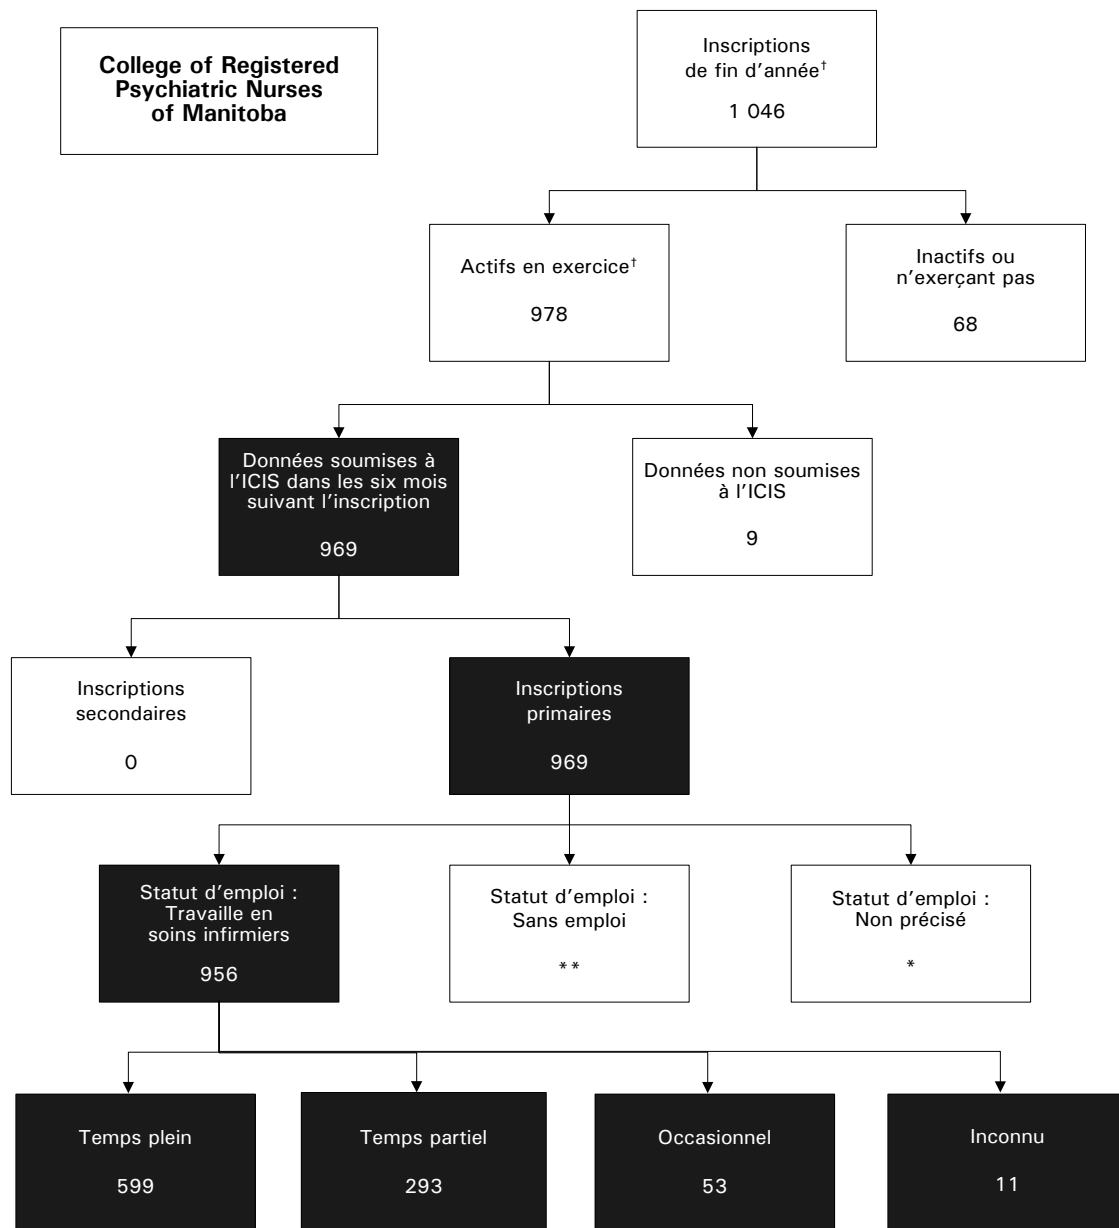 College of Registered
Psychiatric Nurses
of Manitoba
Inscriptions
de fin d'année†
1 046
Actifs en exercice†
978
Inactifs ou
n'exerçant pas
68
Données soumises à
l'ICIS dans les six mois
suivant l'inscription
969
Données non soumises
à l'ICIS
9
Inscriptions
secondaires
0
Inscriptions
primaires
969
Statut d'emploi :
Travaille en
soins infirmiers
956
Statut d'emploi :
Sans emploi
**
Statut d'emploi :
Non précisé
*
Temps plein
599
Temps partiel
293
Occasionnel
53
Inconnu
11